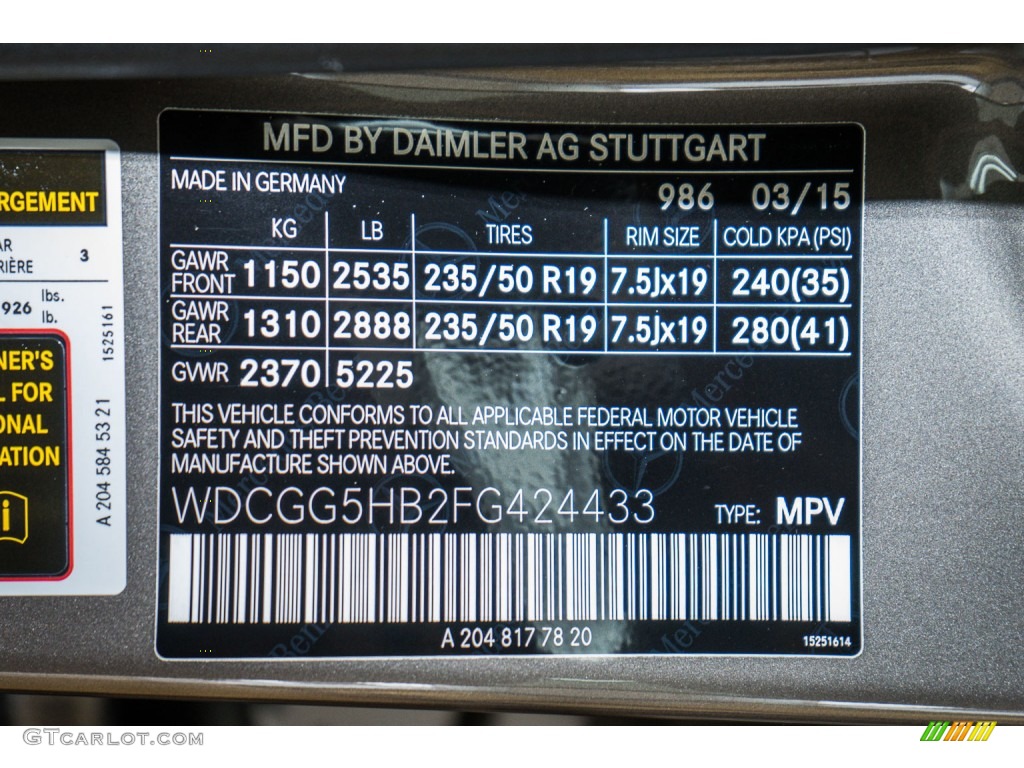 MFD BY DAIMLER AG STUTTGART
MADE IN GERMANY
986 03/15
KG LB TIRES RIM SIZE COLD KPA (PSI)
GAWR FRONT 1150 2535 235/50 R19 7.5Jx19 240(35)
GAWR REAR 1310 2888 235/50 R19 7.5Jx19 280(41)
GVWR 2370 5225
THIS VEHICLE CONFORMS TO ALL APPLICABLE FEDERAL MOTOR VEHICLE
SAFETY AND THEFT PREVENTION STANDARDS IN EFFECT ON THE DATE OF
MANUFACTURE SHOWN ABOVE.
WDCGG5HB2FG424433 TYPE: MPV
A 204 817 78 20
15251614
RGEMENT
AR
RIÈRE 3
926 lbs.
lb.
NER'S
L FOR
ONAL
ATION
i
1525161
A 204 584 53 21
GTCARLOT.COM